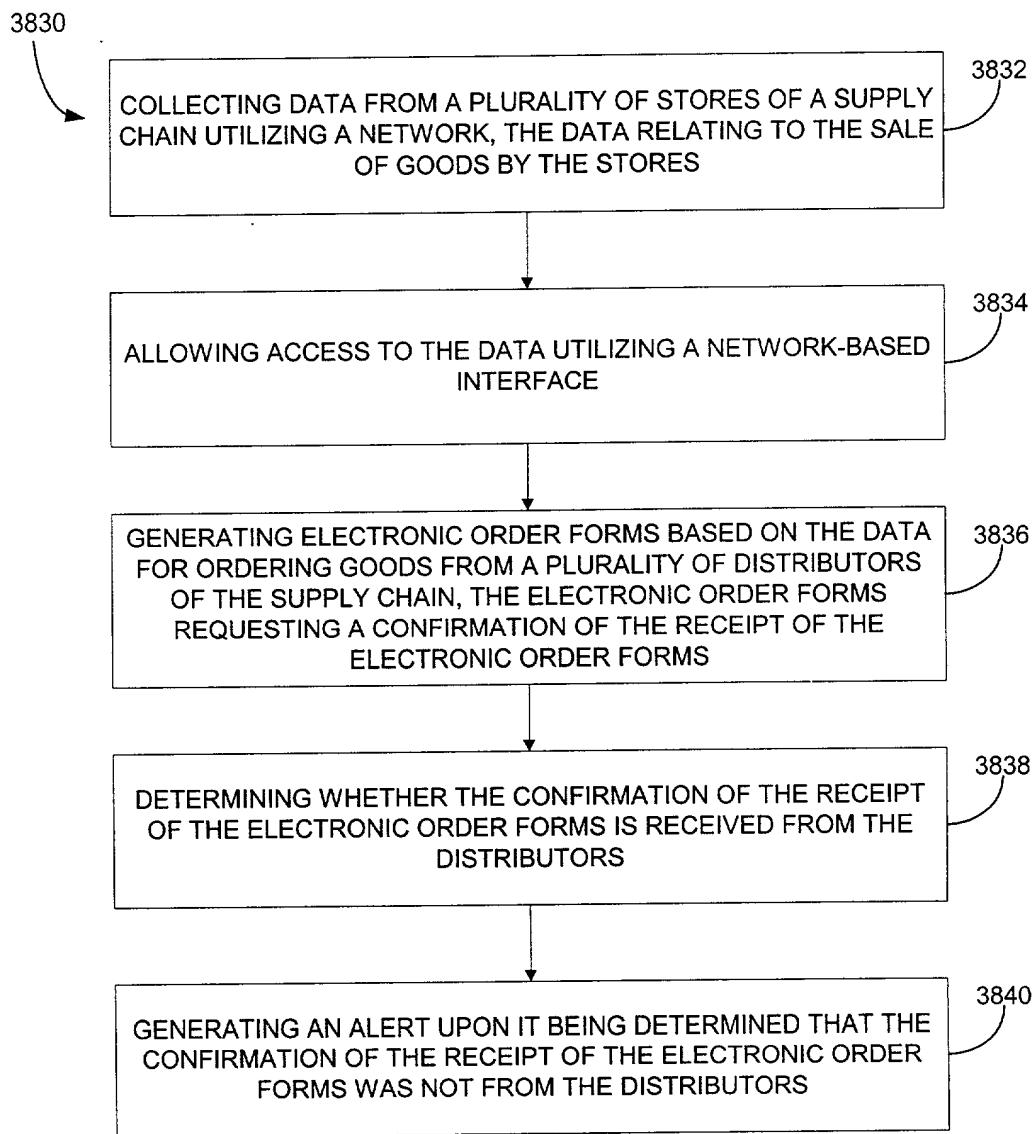 3830
3832
COLLECTING DATA FROM A PLURALITY OF STORES OF A SUPPLY
CHAIN UTILIZING A NETWORK, THE DATA RELATING TO THE SALE
OF GOODS BY THE STORES
3834
ALLOWING ACCESS TO THE DATA UTILIZING A NETWORK-BASED
INTERFACE
3836
GENERATING ELECTRONIC ORDER FORMS BASED ON THE DATA
FOR ORDERING GOODS FROM A PLURALITY OF DISTRIBUTORS
OF THE SUPPLY CHAIN, THE ELECTRONIC ORDER FORMS
REQUESTING A CONFIRMATION OF THE RECEIPT OF THE
ELECTRONIC ORDER FORMS
3838
DETERMINING WHETHER THE CONFIRMATION OF THE RECEIPT
OF THE ELECTRONIC ORDER FORMS IS RECEIVED FROM THE
DISTRIBUTORS
3840
GENERATING AN ALERT UPON IT BEING DETERMINED THAT THE
CONFIRMATION OF THE RECEIPT OF THE ELECTRONIC ORDER
FORMS WAS NOT FROM THE DISTRIBUTORS